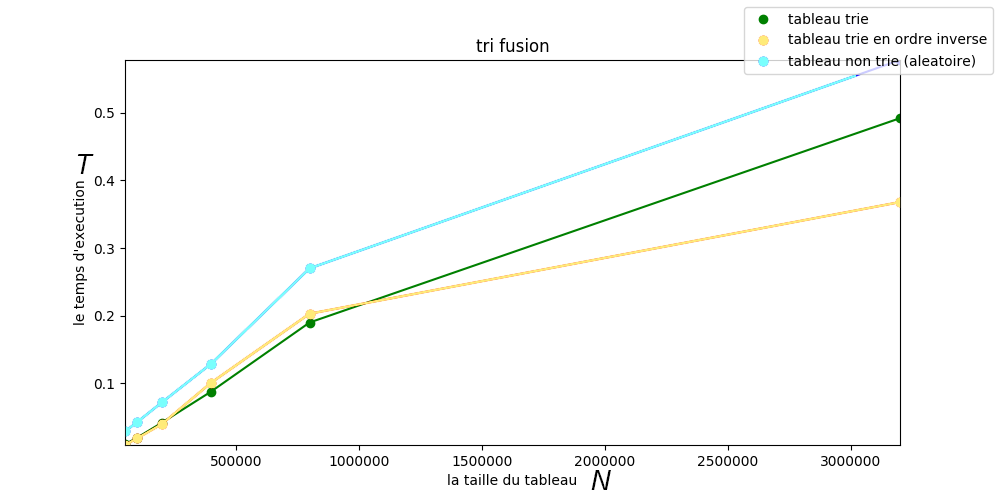 tableau trie
tableau trie en ordre inverse
tableau non trie (aleatoire)
tri fusion
0.5
0.4
0.3
0.2
0.1
T
le temps d'execution
500000
1000000
1500000
2000000
2500000
3000000
la taille du tableau
N